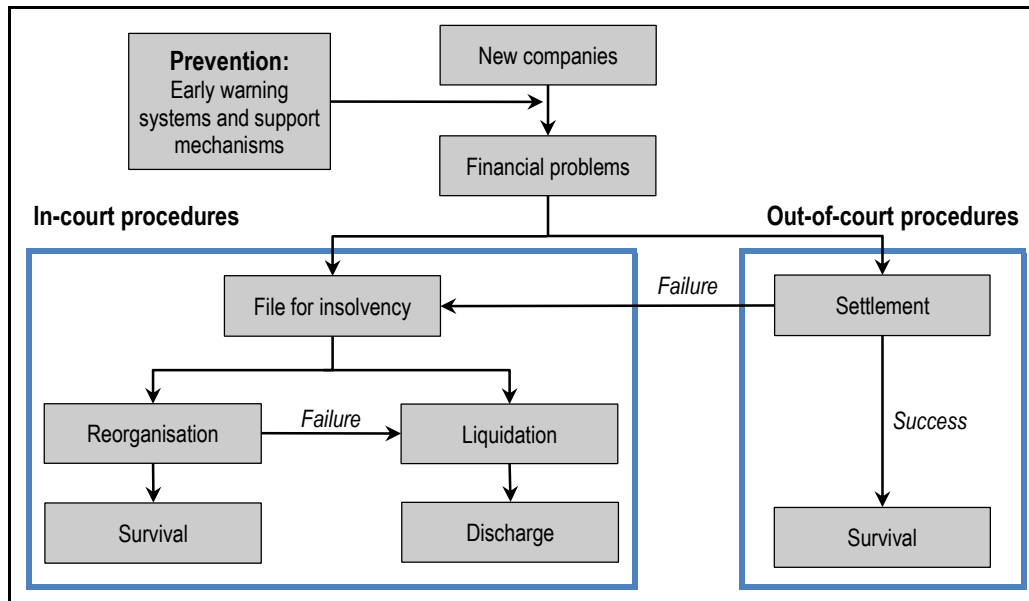 Prevention:
Early warning
systems and support
mechanisms
New companies
Financial problems
In-court procedures
Out-of-court procedures
File for insolvency
Failure
Settlement
Reorganisation
Failure
Liquidation
Success
Survival
Discharge
Survival